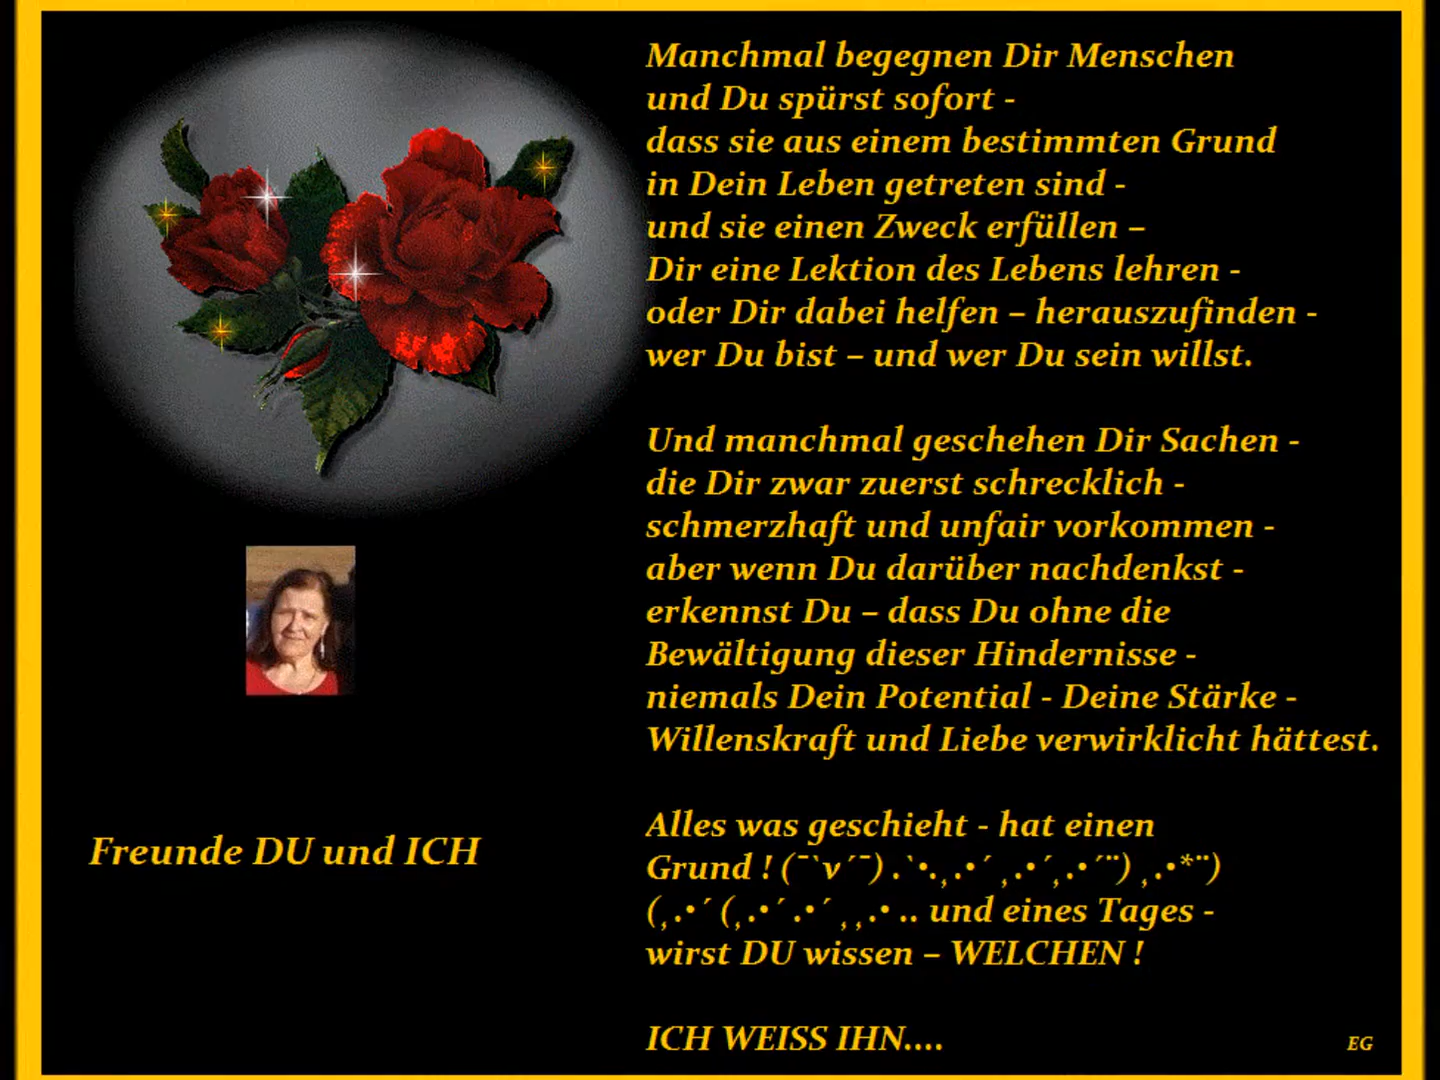 Manchmal begegnen Dir Menschen
und Du spürst sofort -
dass sie aus einem bestimmten Grund
in Dein Leben getreten sind -
und sie einen Zweck erfüllen –
Dir eine Lektion des Lebens lehren -
oder Dir dabei helfen – herauszufinden -
wer Du bist – und wer Du sein willst.
Und manchmal geschehen Dir Sachen -
die Dir zwar zuerst schrecklich -
schmerzhaft und unfair vorkommen -
aber wenn Du darüber nachdenkst -
erkennst Du – dass Du ohne die
Bewältigung dieser Hindernisse -
niemals Dein Potential - Deine Stärke -
Willenskraft und Liebe verwirklicht hättest.
Alles was geschieht - hat einen
Grund ! (¯`v´¯) .`•.¸.•´ ¸.•´¸.•´¨) ¸.•*¨)
(¸.•´ (¸.•´ .•´ ¸¸.• .. und eines Tages -
wirst DU wissen – WELCHEN !
ICH WEISS IHN....
Freunde DU und ICH
EG